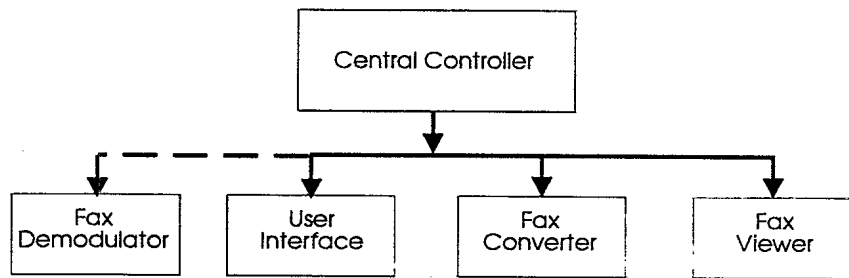 Central Controller
Fax
Demodulator
User
Interface
Fax
Converter
Fax
Viewer